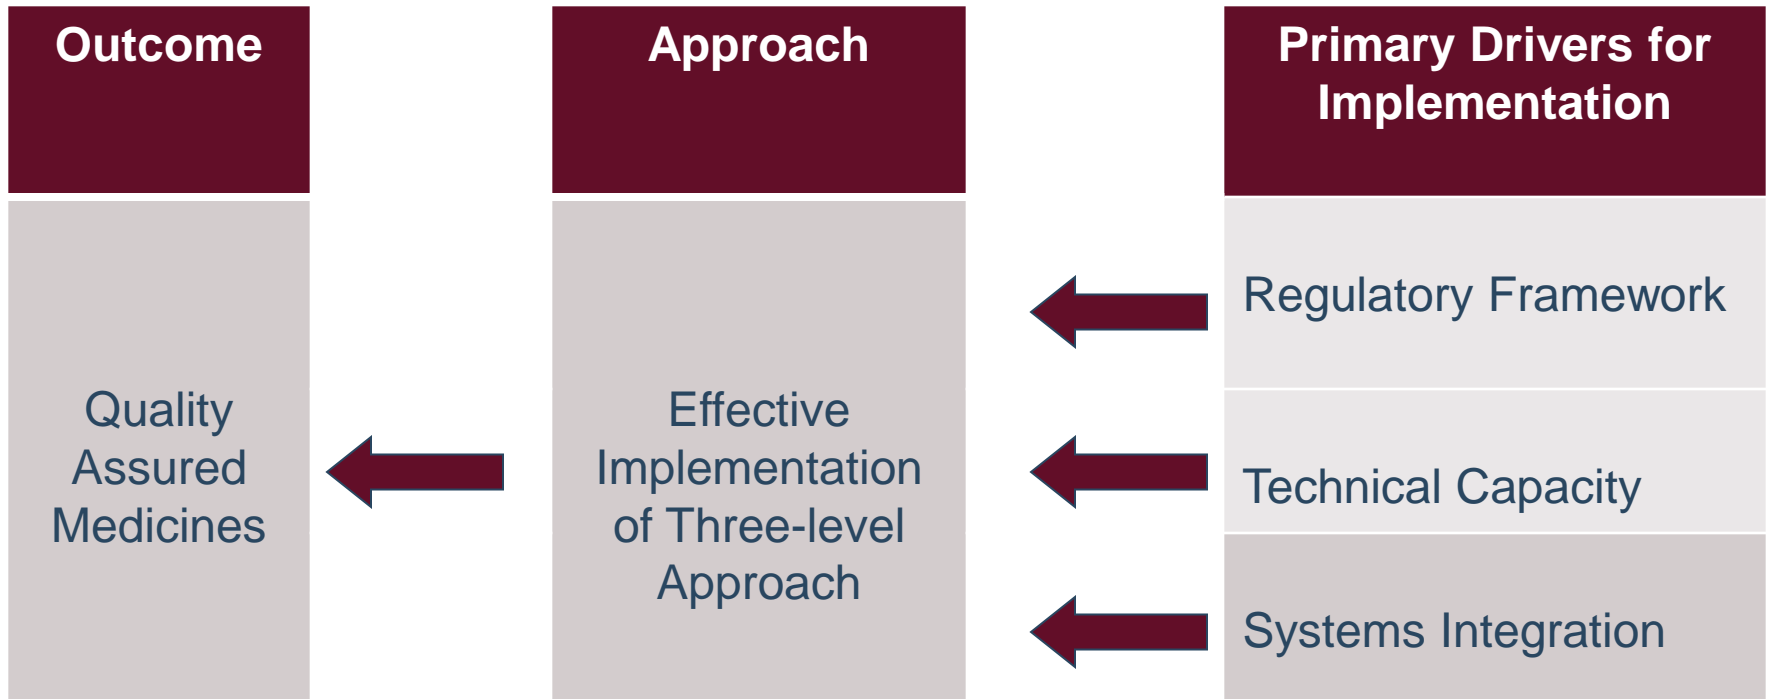 Outcome
Approach
Primary Drivers for
Implementation
Quality
Assured
Medicines
Effective
Implementation
of Three-level
Approach
Regulatory Framework
Technical Capacity
Systems Integration